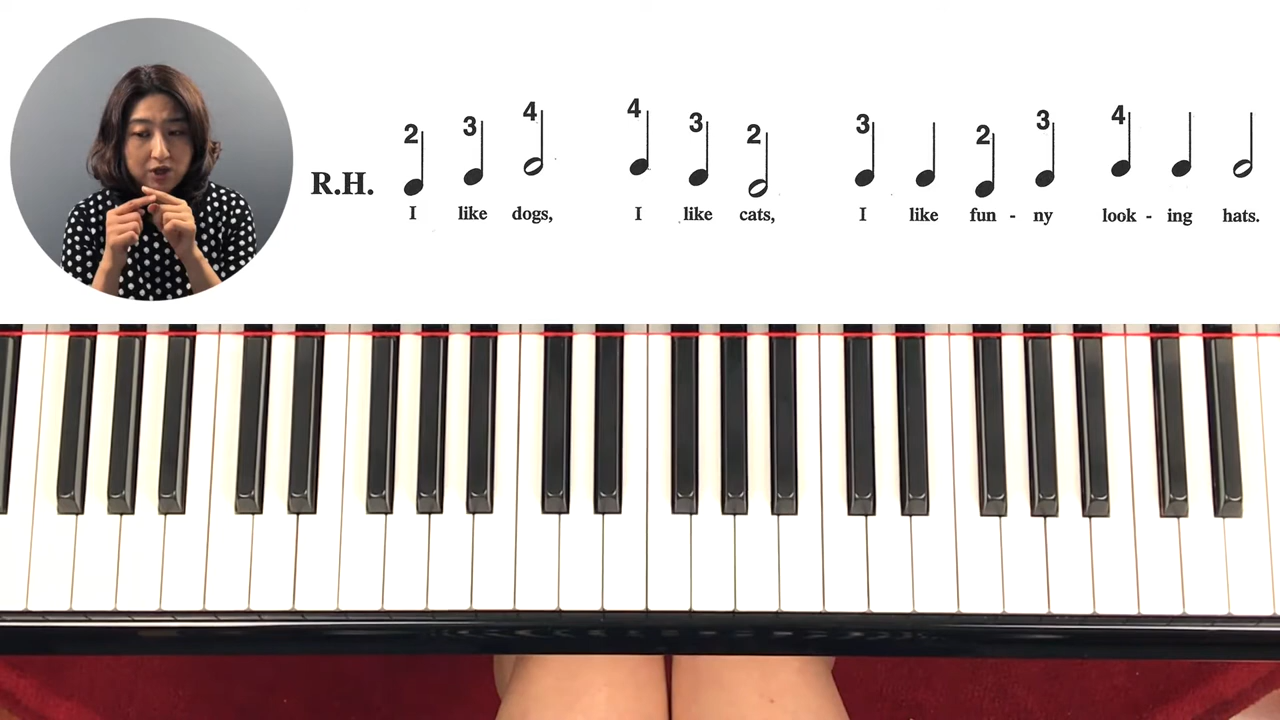 2 3 4 4 3 2 3 2 3 4
R.H.
I like dogs, I like cats, I like fun - ny look - ing hats.